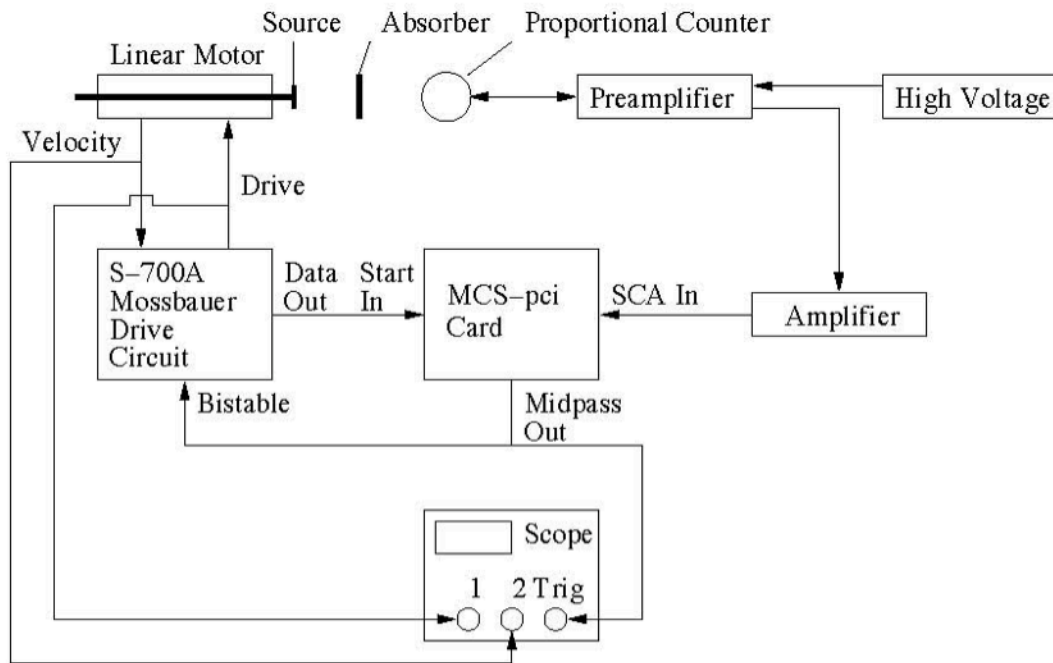 Source
Absorber
Proportional Counter
Linear Motor
Preamplifier
High Voltage
Velocity
Drive
S-700A
Mossbauer
Drive
Circuit
Data
Out
Start
In
MCS-pci
Card
SCA In
Amplifier
Bistable
Midpass
Out
Scope
1
2
Trig